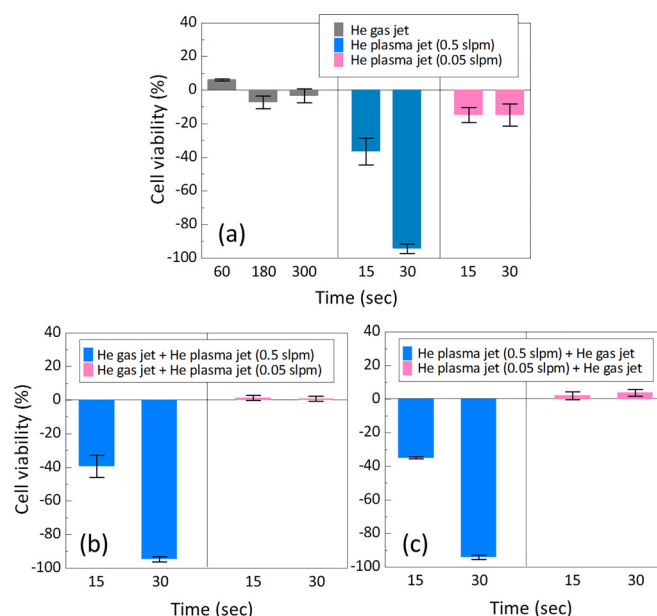 He gas jet
He plasma jet (0.5 slpm)
He plasma jet (0.05 slpm)
40
20
0
-20
-40
-60
-80
-100
Cell viability (%)
(a)
60 180 300 15 30 15 30
Time (sec)
He gas jet + He plasma jet (0.5 slpm)
He gas jet + He plasma jet (0.05 slpm)
40
20
0
-20
-40
-60
-80
-100
Cell viability (%)
(b)
15 30 15 30
Time (sec)
He plasma jet (0.5 slpm) + He gas jet
He plasma jet (0.05 slpm) + He gas jet
40
20
0
-20
-40
-60
-80
-100
(c)
15 30 15 30
Time (sec)